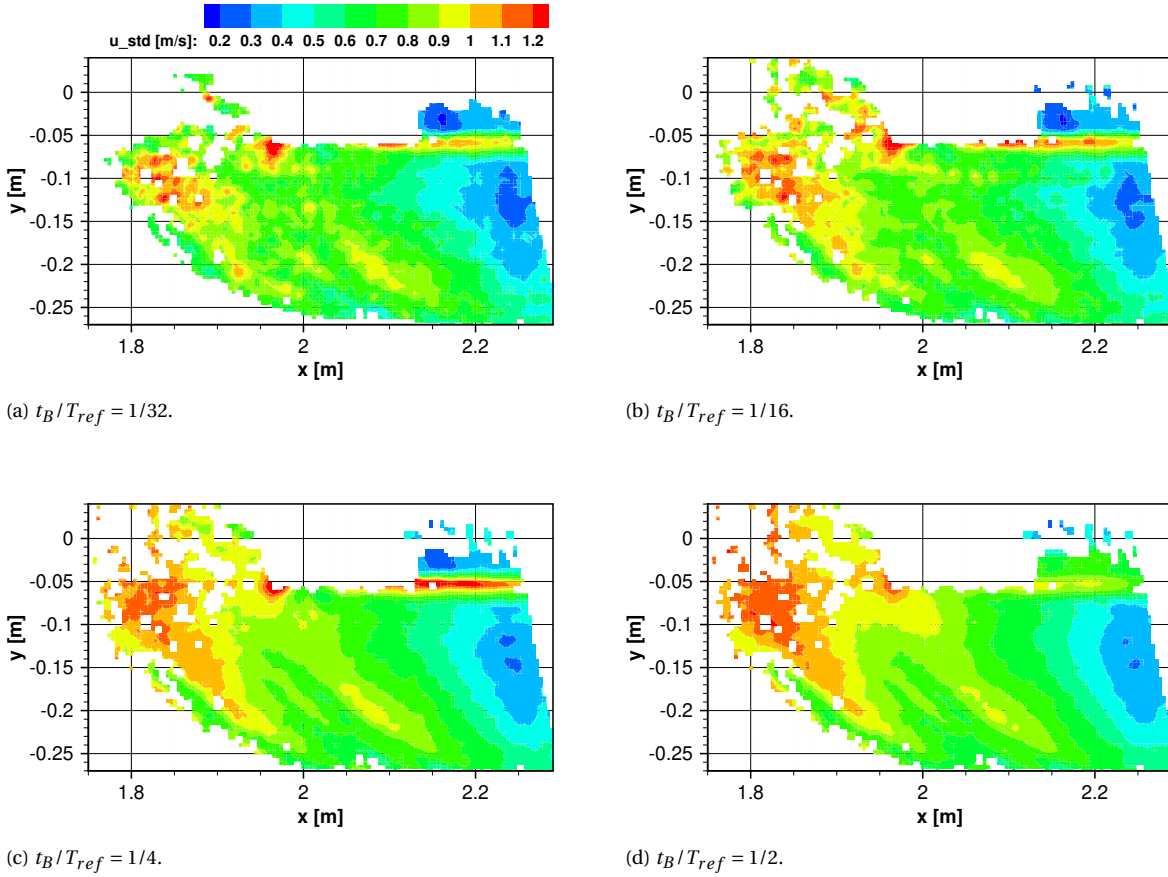 u_std [m/s]: 0.2 0.3 0.4 0.5 0.6 0.7 0.8 0.9 1 1.1 1.2
0
-0.05
-0.1
-0.15
-0.2
-0.25
y [m]
1.8 2 2.2
x [m]
(a) t_B/T_ref = 1/32.
0
-0.05
-0.1
-0.15
-0.2
-0.25
y [m]
1.8 2 2.2
x [m]
(b) t_B/T_ref = 1/16.
0
-0.05
-0.1
-0.15
-0.2
-0.25
y [m]
1.8 2 2.2
x [m]
(c) t_B/T_ref = 1/4.
0
-0.05
-0.1
-0.15
-0.2
-0.25
y [m]
1.8 2 2.2
x [m]
(d) t_B/T_ref = 1/2.